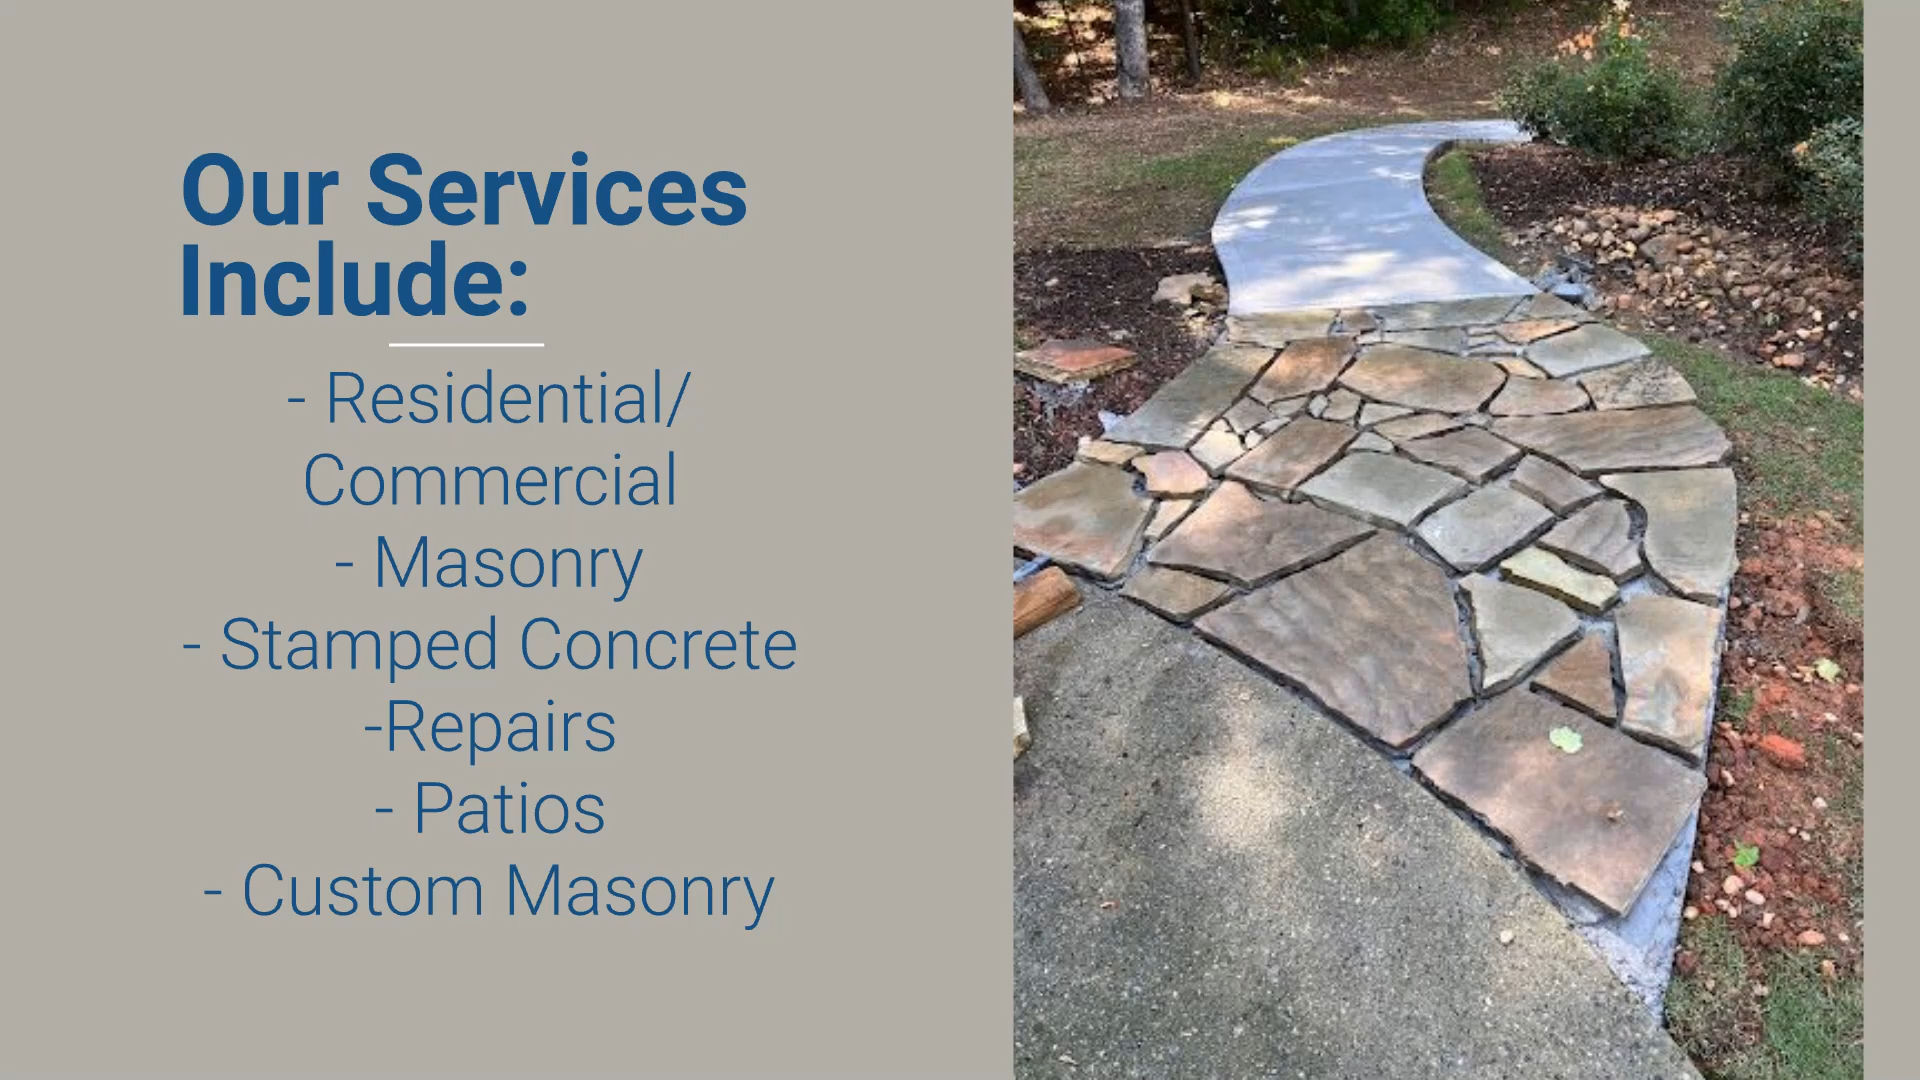 Our Services
Include:
- Residential/
Commercial
- Masonry
- Stamped Concrete
-Repairs
- Patios
- Custom Masonry